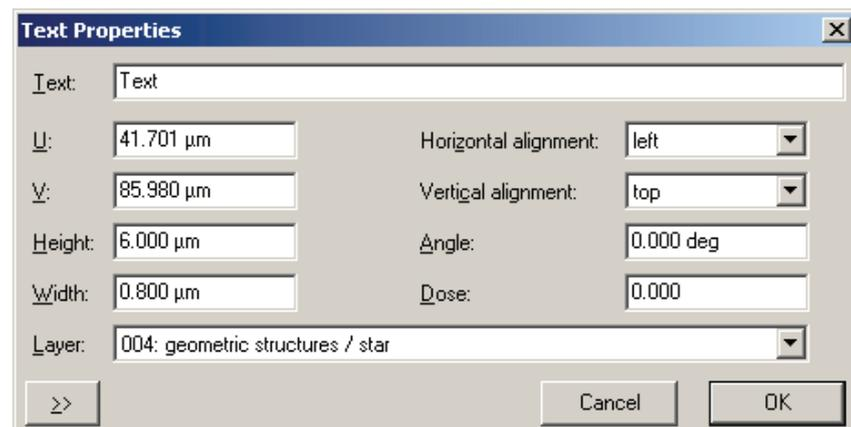 Text Properties
Text: Text
U: 41.701 µm Horizontal alignment: left
V: 85.980 µm Vertical alignment: top
Height: 6.000 µm Angle: 0.000 deg
Width: 0.800 µm Dose: 0.000
Layer: 004: geometric structures / star
>> Cancel OK